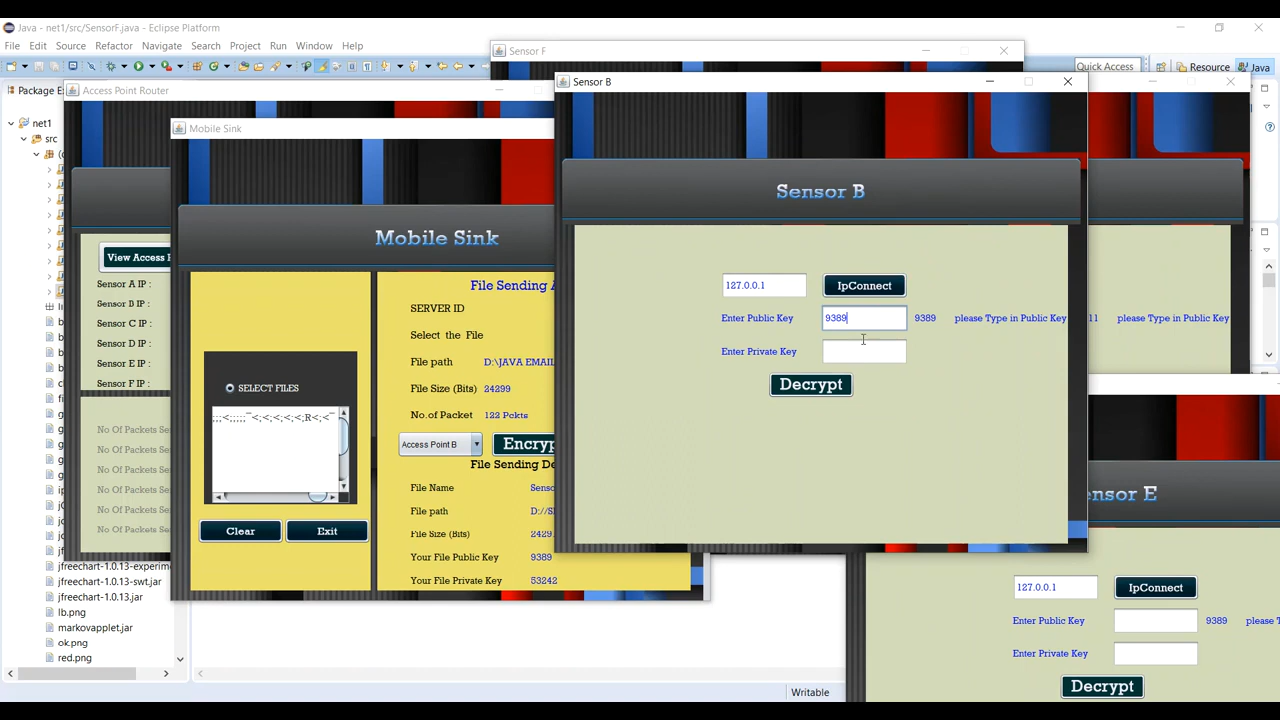 Java - net1/src/SensorF.java - Eclipse Platform
File Edit Source Refactor Navigate Search Project Run Window Help
Quick Access
Resource
Java
Package E
net1
src
jfreechart-1.0.13-experim
jfreechart-1.0.13-swt.jar
jfreechart-1.0.13.jar
lb.png
markovapplet.jar
ok.png
red.png
Writable
Access Point Router
View Access P
Sensor A IP :
Sensor B IP :
Sensor C IP :
Sensor D IP :
Sensor E IP :
Sensor F IP :
No Of Packets Se
No Of Packets Se
No Of Packets Se
No Of Packets Se
No Of Packets Se
No Of Packets Se
Mobile Sink
Mobile Sink
SELECT FILES
;;;<;;;;;¯<;<;<;<;<;R<;<¯
Clear
Exit
File Sending A
SERVER ID
Select the File
File path D:\JAVA EMAIL
File Size (Bits) 24299
No.of Packet 122 Pckts
Access Point B
Encryp
File Sending De
File Name Senso
File path
File Size (Bits)
Your File Public Key 9389
Your File Private Key 53242
Sensor F
Sensor B
Sensor B
127.0.0.1 IpConnect
Enter Public Key 9389 9389 please Type in Public Key
Enter Private Key
Decrypt
11 please Type in Public Key
ensor E
127.0.0.1 IpConnect
Enter Public Key 9389 please T
Enter Private Key
Decrypt